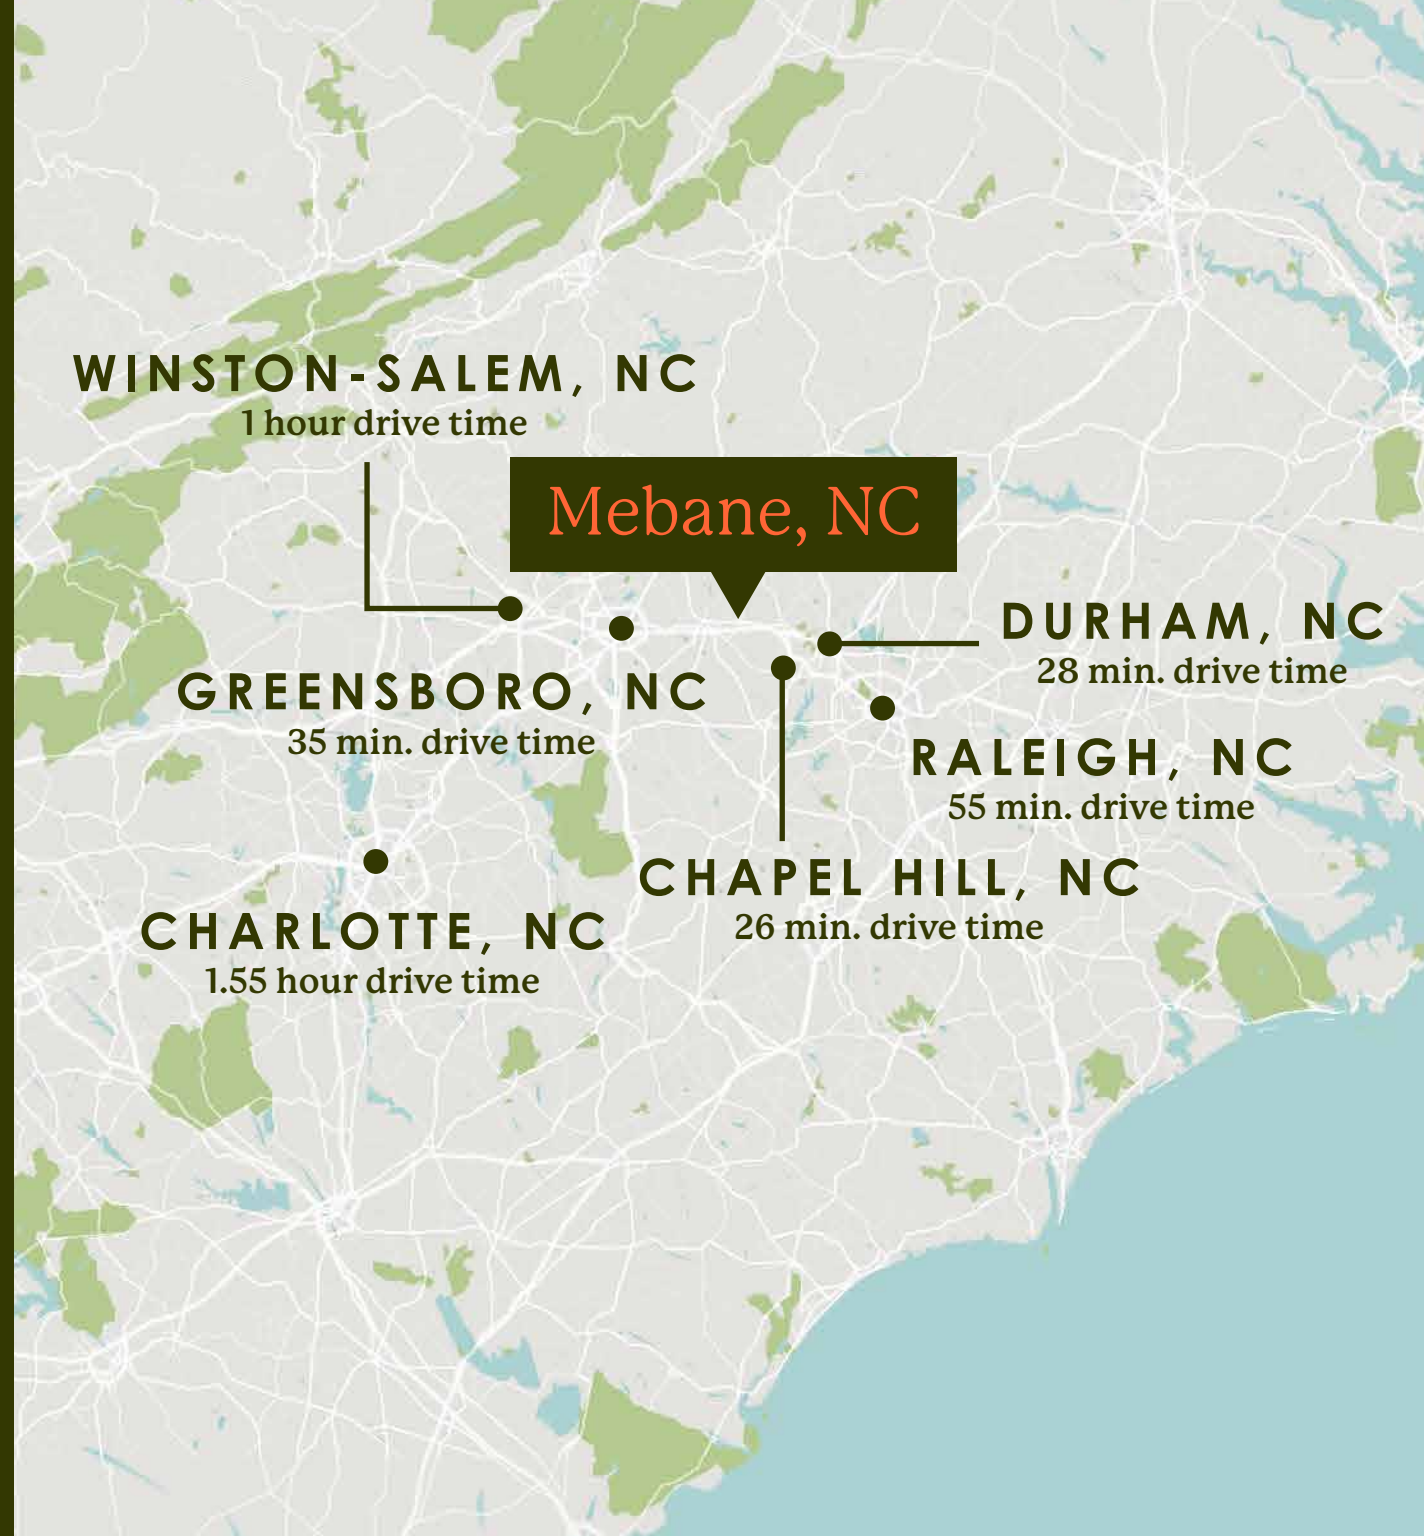 WINSTON-SALEM, NC
1 hour drive time
Mebane, NC
DURHAM, NC
28 min. drive time
GREENSBORO, NC
35 min. drive time
RALEIGH, NC
55 min. drive time
CHAPEL HILL, NC
26 min. drive time
CHARLOTTE, NC
1.55 hour drive time